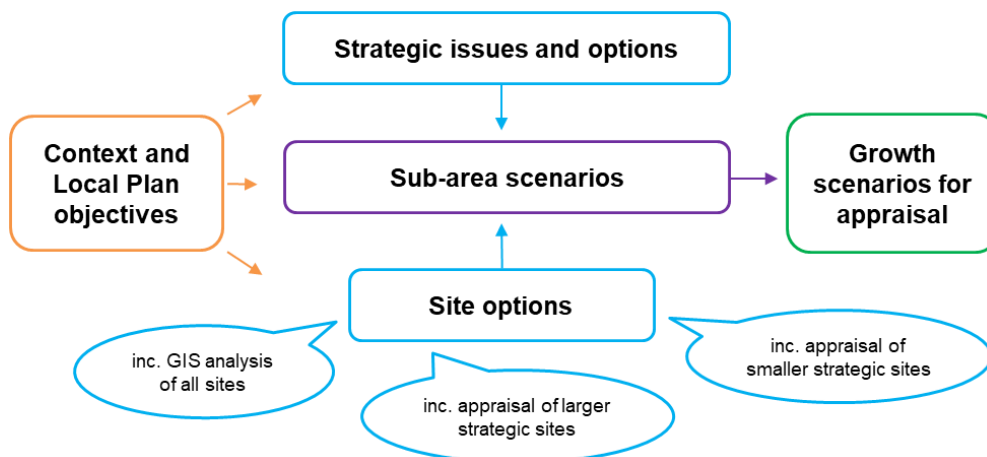 Strategic issues and options
Context and
Local Plan
objectives
Sub-area scenarios
Growth
scenarios for
appraisal
Site options
inc. GIS analysis
of all sites
inc. appraisal of larger
strategic sites
inc. appraisal of
smaller strategic sites